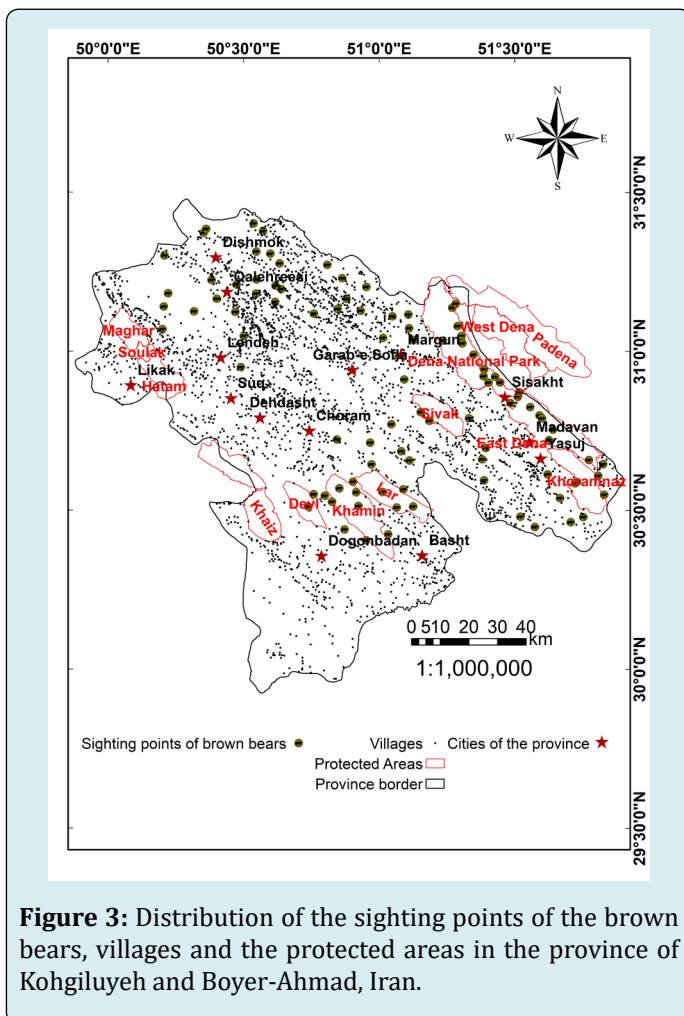 50°0'0"E 50°30'0"E 51°0'0"E 51°30'0"E
N
W E
S
31°30'0"N
Dishmok
Qalehreesi
Maghar
West Dena
Padena
Lendeh
Margun
31°0'0"N
Soulak
Garab e Sofla
Dena National Park
Likak
Hatam
Suq
Sisakht
Dehdasht
Sivak
Choram
Madavan
East Dena
Yasuj
Khoramnaz
Lar
Deyl
Khamin
Khaiz
30°30'0"N
Dogonbadan
Basht
0 5 10 20 30 40
km
1:1,000,000
30°0'0"N
Sighting points of brown bears Villages Cities of the province
Protected Areas
Province border
29°30'0"N
Figure 3: Distribution of the sighting points of the brown
bears, villages and the protected areas in the province of
Kohgiluyeh and Boyer-Ahmad, Iran.